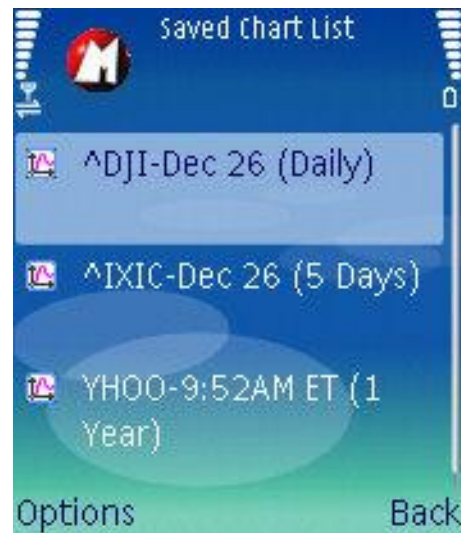 Saved Chart List
^DJI-Dec 26 (Daily)
^IXIC-Dec 26 (5 Days)
YHOO-9:52AM ET (1
Year)
Options Back